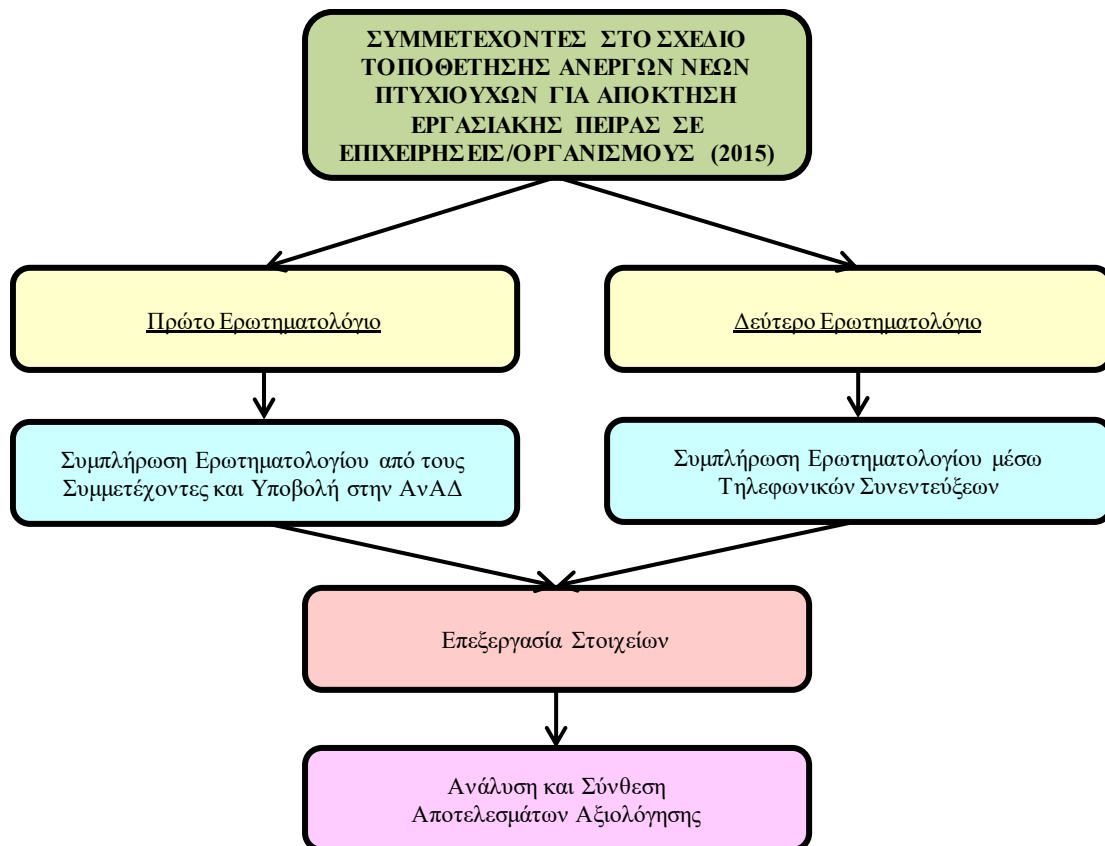 ΣΥΜΜΕΤΕΧΟΝΤΕΣ ΣΤΟ ΣΧΕΔΙΟ
ΤΟΠΟΘΕΤΗΣΗΣ ΑΝΕΡΓΩΝ ΝΕΩΝ
ΠΤΥΧΙΟΥΧΩΝ ΓΙΑ ΑΠΟΚΤΗΣΗ
ΕΡΓΑΣΙΑΚΗΣ ΠΕΙΡΑΣ ΣΕ
ΕΠΙΧΕΙΡΗΣΕΙΣ/ΟΡΓΑΝΙΣΜΟΥΣ (2015)
Πρώτο Ερωτηματολόγιο
Δεύτερο Ερωτηματολόγιο
Συμπλήρωση Ερωτηματολογίου από τους
Συμμετέχοντες και Υποβολή στην ΑνΑΔ
Συμπλήρωση Ερωτηματολογίου μέσω
Τηλεφωνικών Συνεντεύξεων
Επεξεργασία Στοιχείων
Ανάλυση και Σύνθεση
Αποτελεσμάτων Αξιολόγησης